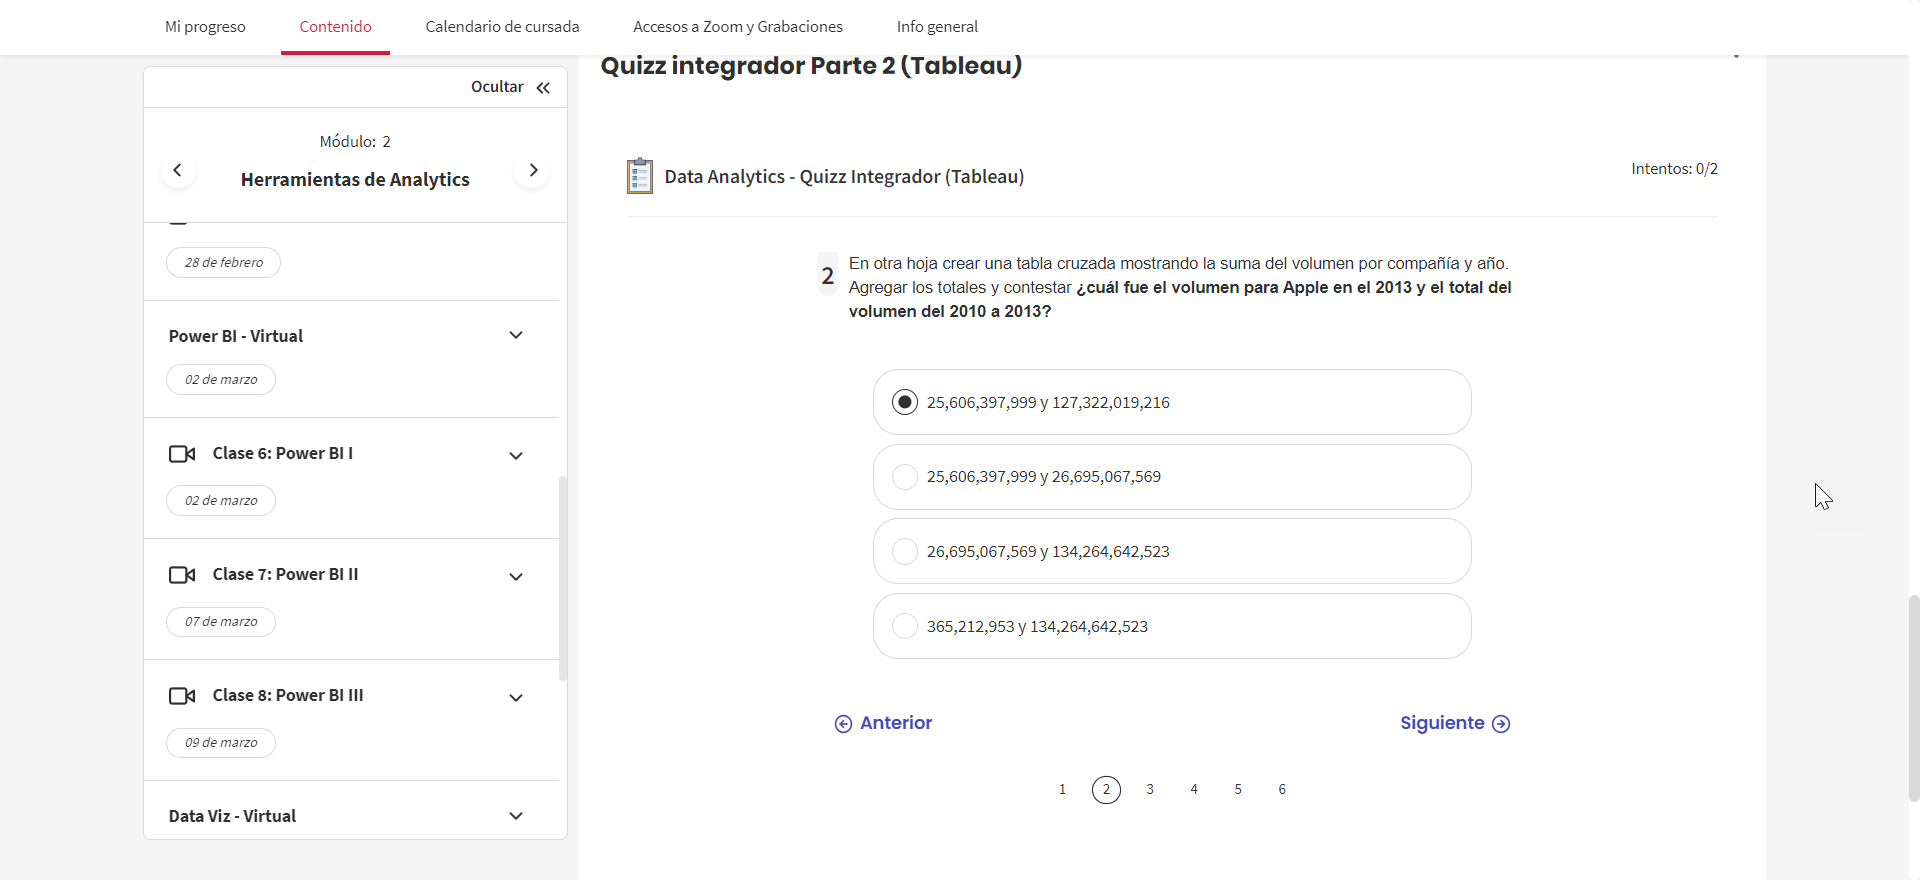 Mi progreso
Contenido
Calendario de cursada
Accesos a Zoom y Grabaciones
Info general
Ocultar
Módulo: 2
Herramientas de Analytics
28 de febrero
Power BI - Virtual
02 de marzo
Clase 6: Power BI I
02 de marzo
Clase 7: Power BI II
07 de marzo
Clase 8: Power BI III
09 de marzo
Data Viz - Virtual
Quizz integrador Parte 2 (Tableau)
Data Analytics - Quizz Integrador (Tableau)
Intentos: 0/2
2
En otra hoja crear una tabla cruzada mostrando la suma del volumen por compañía y año.
Agregar los totales y contestar ¿cuál fue el volumen para Apple en el 2013 y el total del
volumen del 2010 a 2013?
25,606,397,999 y 127,322,019,216
25,606,397,999 y 26,695,067,569
26,695,067,569 y 134,264,642,523
365,212,953 y 134,264,642,523
Anterior
Siguiente
1 2 3 4 5 6